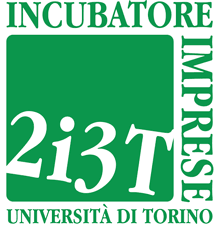 INCUBATORE
IMPRESE
2i3T
UNIVERSITÀ DI TORINO